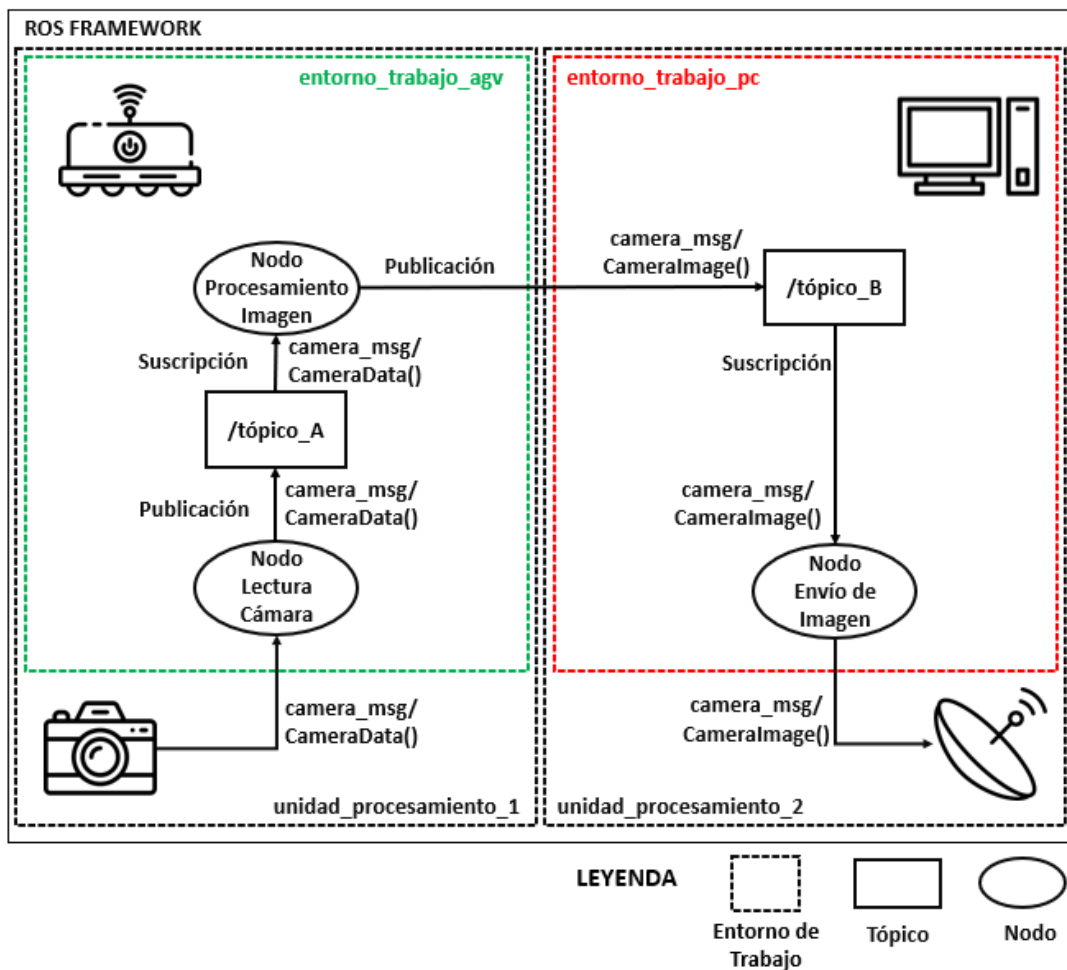 ROS FRAMEWORK
entorno_trabajo_agv
entorno_trabajo_pc
Nodo
Procesamiento
Imagen
Publicación
camera_msg/
CameraImage()
/tópico_B
Suscripción
camera_msg/
CameraData()
Suscripción
/tópico_A
Publicación
camera_msg/
CameraData()
camera_msg/
CameraImage()
Nodo
Lectura
Cámara
Nodo
Envío de
Imagen
camera_msg/
CameraData()
camera_msg/
CameraImage()
unidad_procesamiento_1
unidad_procesamiento_2
LEYENDA
Entorno de
Trabajo
Tópico
Nodo